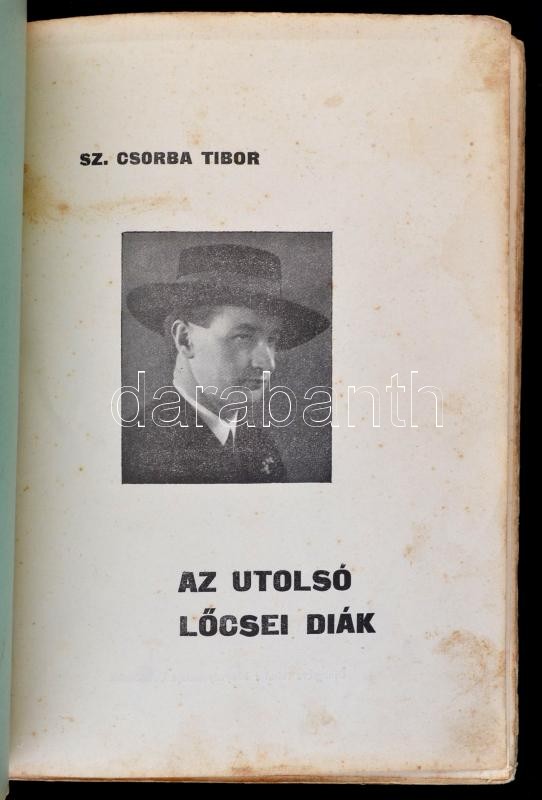 SZ. CSORBA TIBOR
darabanth
AZ UTOLSÓ
LŐCSEI DIÁK